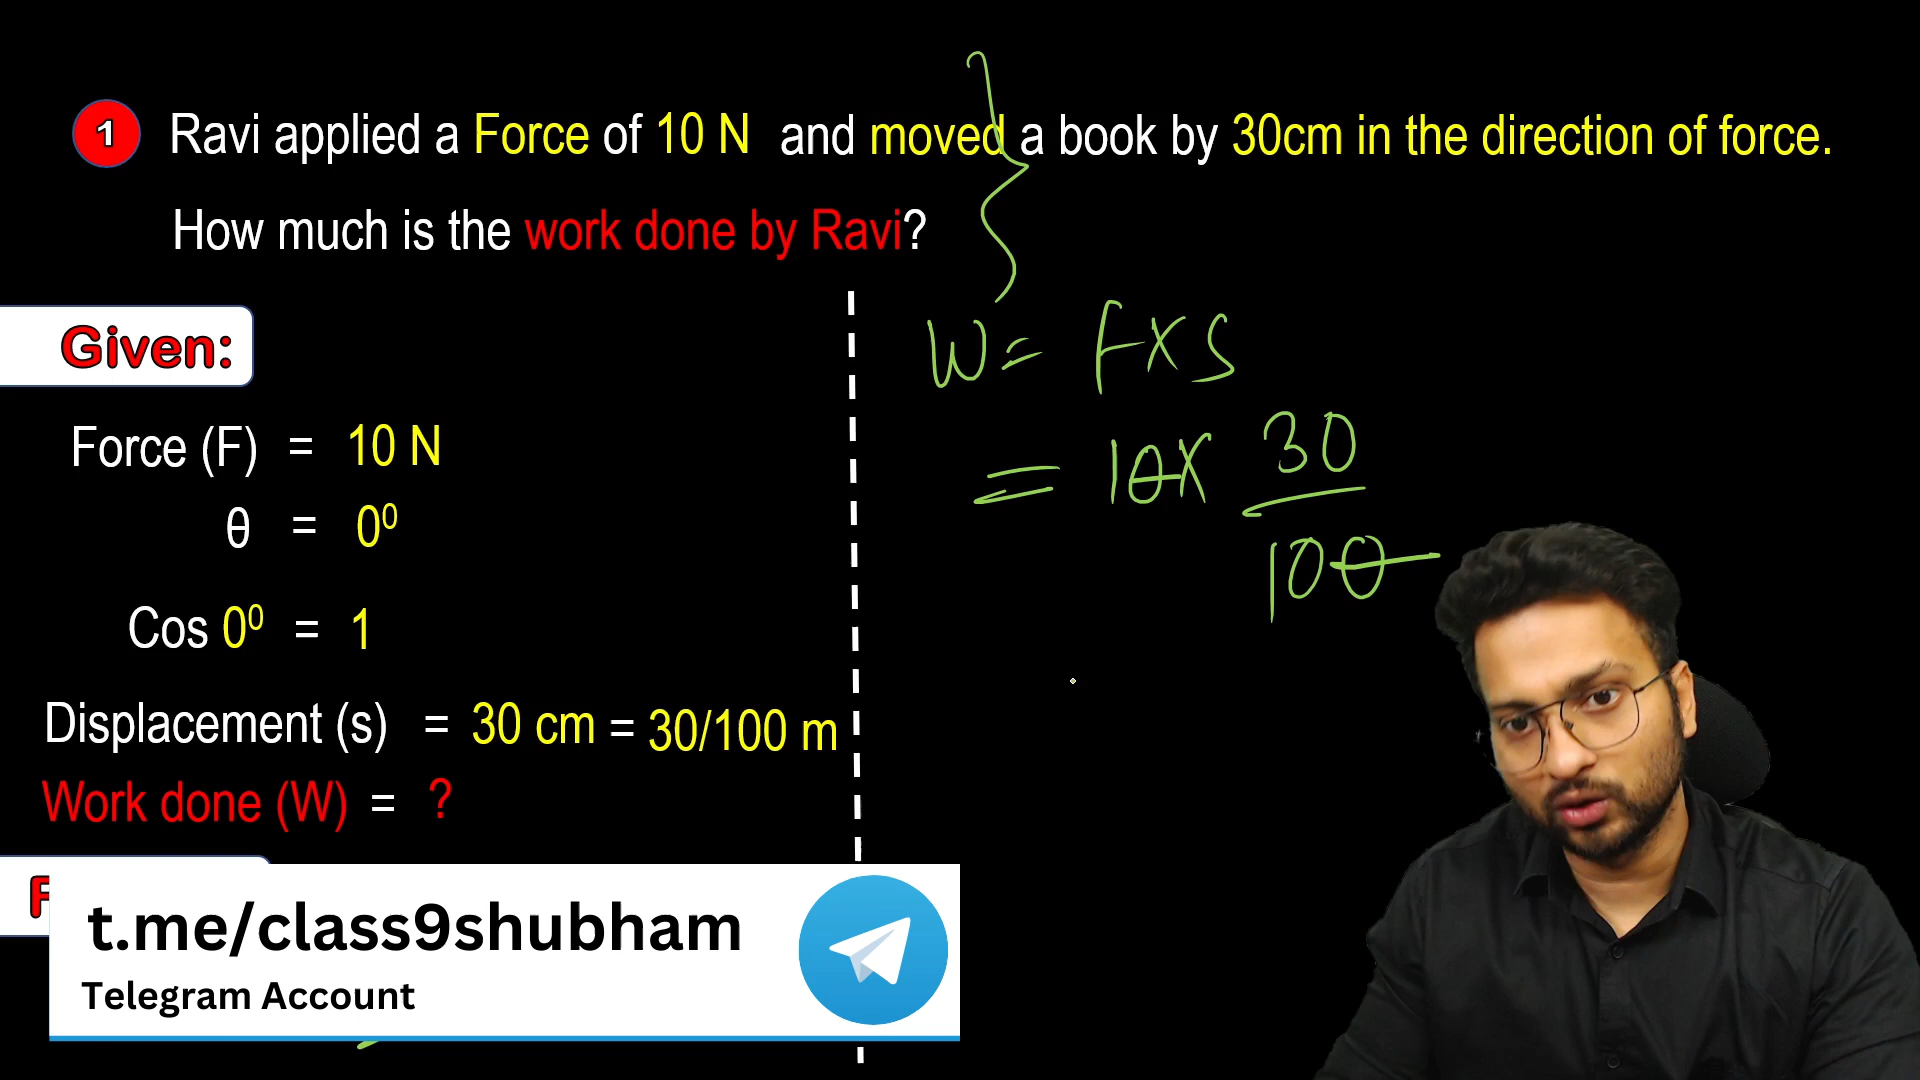 1 Ravi applied a Force of 10 N and moved a book by 30cm in the direction of force.
How much is the work done by Ravi?
Given:
Force (F) = 10 N
θ = 0⁰
Cos 0⁰ = 1
Displacement (s) = 30 cm = 30/100 m
Work done (W) = ?
F
t.me/class9shubham
Telegram Account
W = F x S
= 10 x 30
100